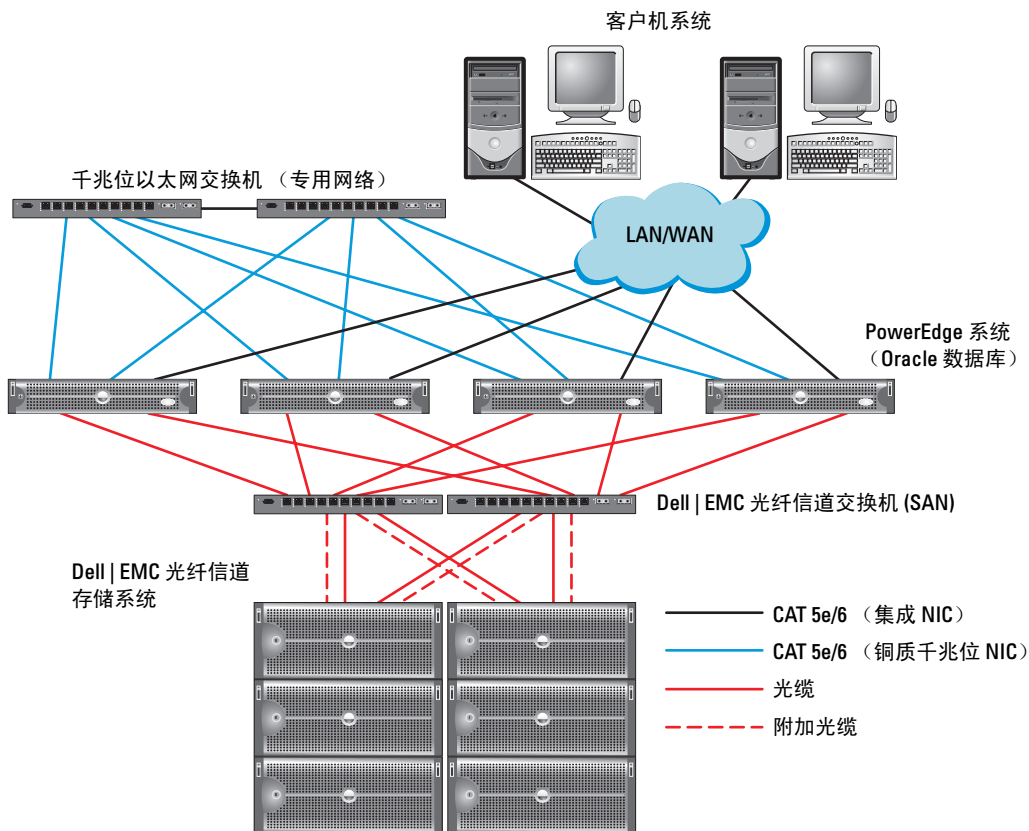 客户机系统
千兆位以太网交换机 （专用网络）
LAN/WAN
PowerEdge 系统
（Oracle 数据库）
Dell | EMC 光纤信道交换机 (SAN)
Dell | EMC 光纤信道
存储系统
CAT 5e/6 （集成 NIC）
CAT 5e/6 （铜质千兆位 NIC）
光缆
附加光缆